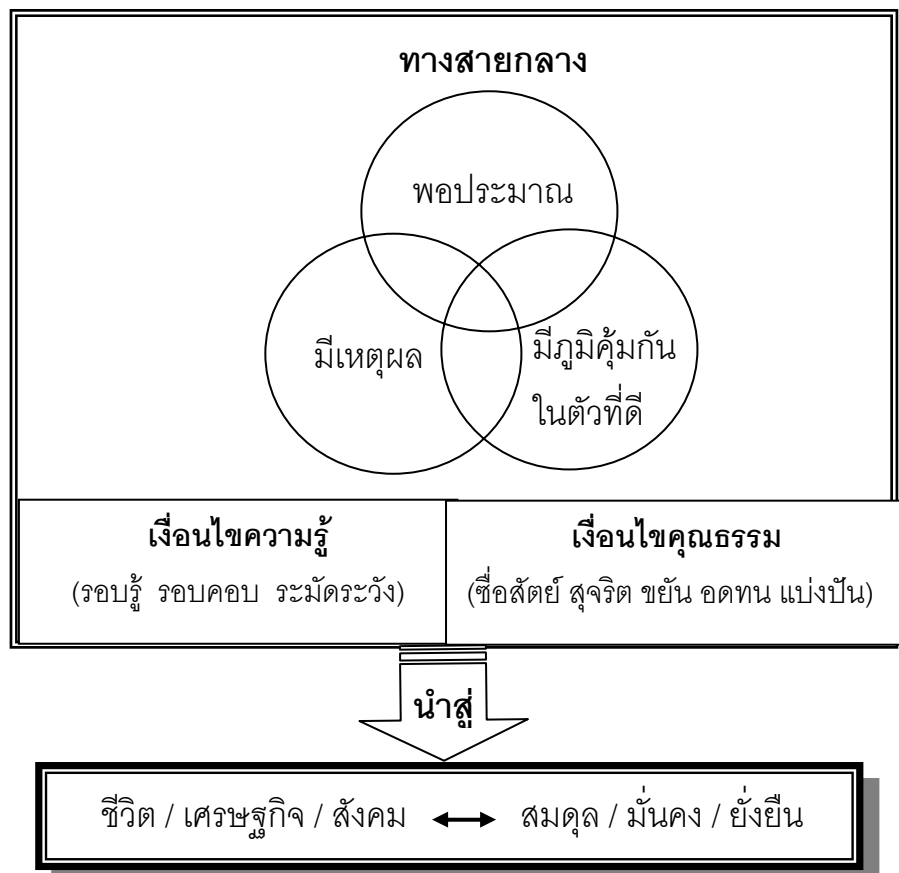 ทางสายกลาง
พอประมาณ
มีเหตุผล
มีภูมิคุ้มกัน
ในตัวที่ดี
เงื่อนไขความรู้
(รอบรู้ รอบคอบ ระมัดระวัง)
เงื่อนไขคุณธรรม
(ซื่อสัตย์ สุจริต ขยัน อดทน แบ่งปัน)
นำสู่
ชีวิต / เศรษฐกิจ / สังคม ↔ สมดุล / มั่นคง / ยั่งยืน